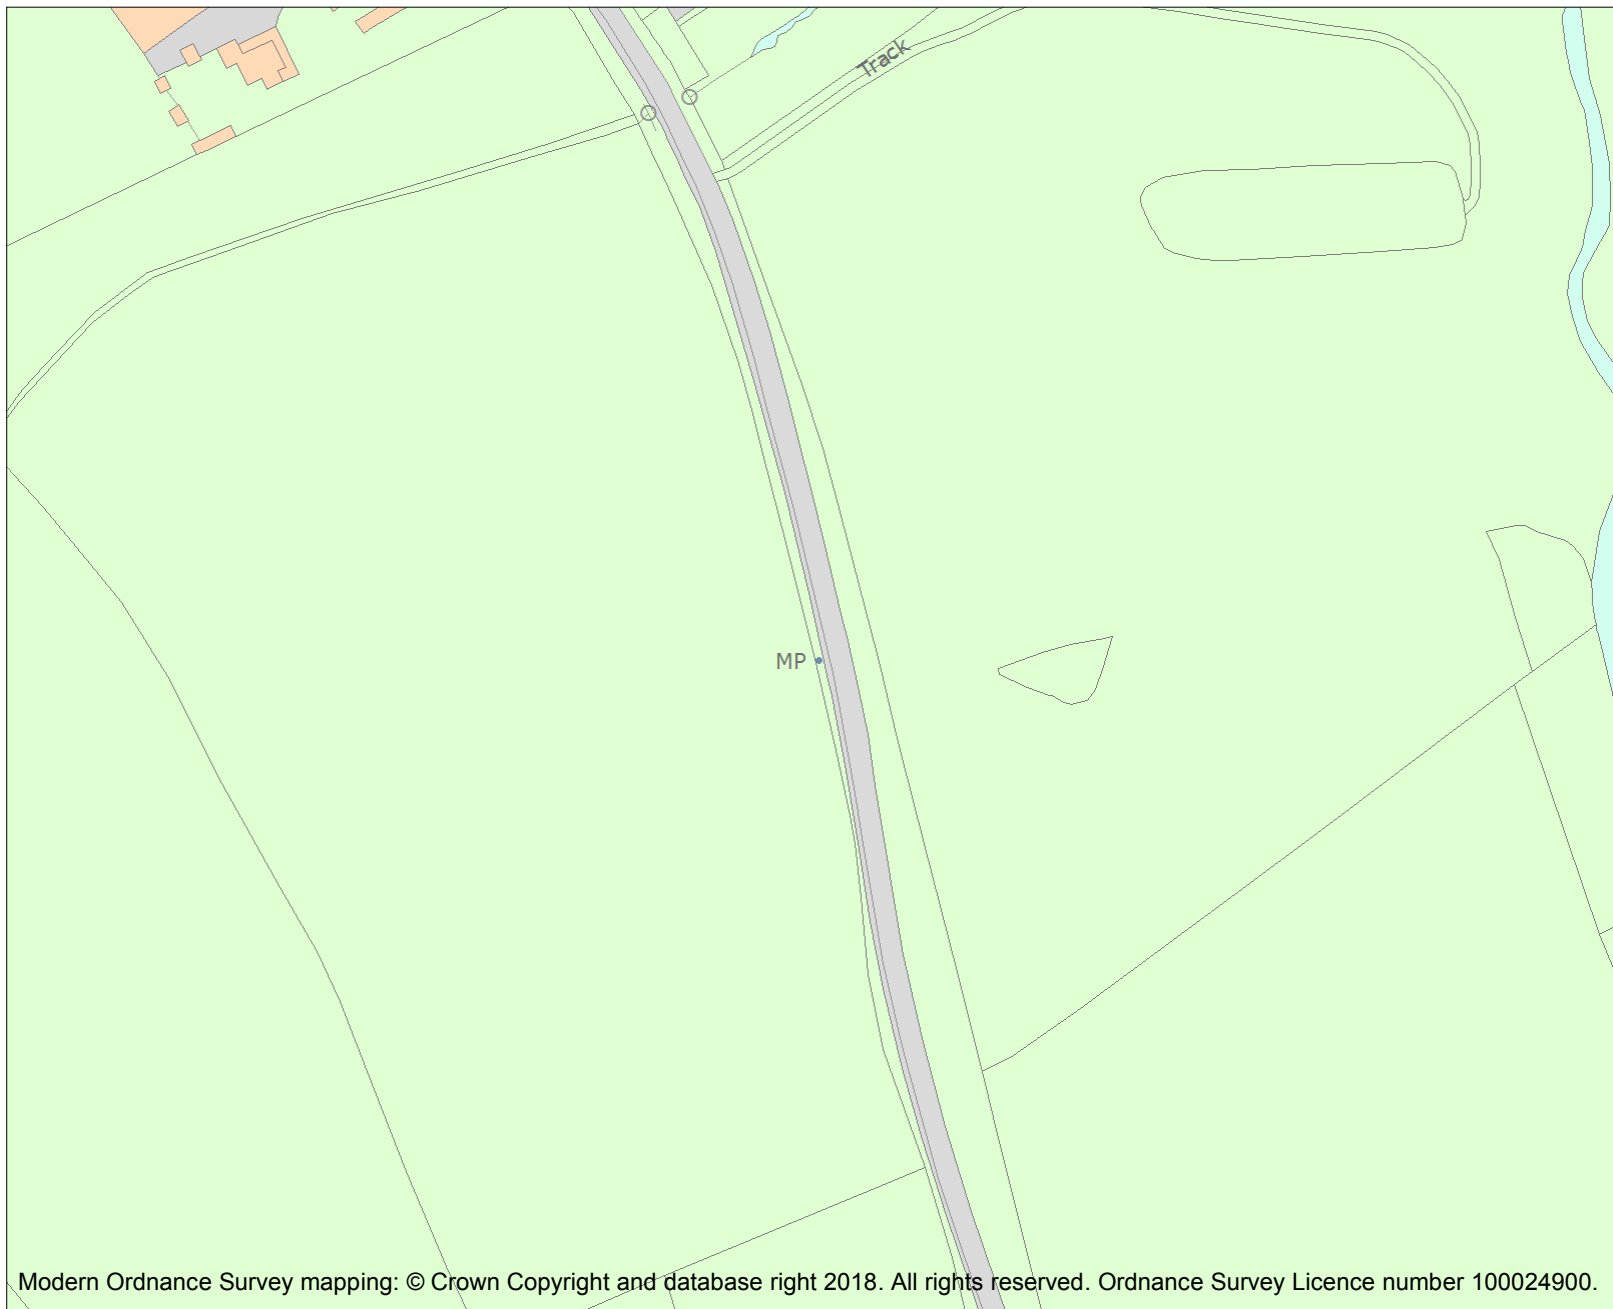 Track
MP
Modern Ordnance Survey mapping: © Crown Copyright and database right 2018. All rights reserved. Ordnance Survey Licence number 100024900.